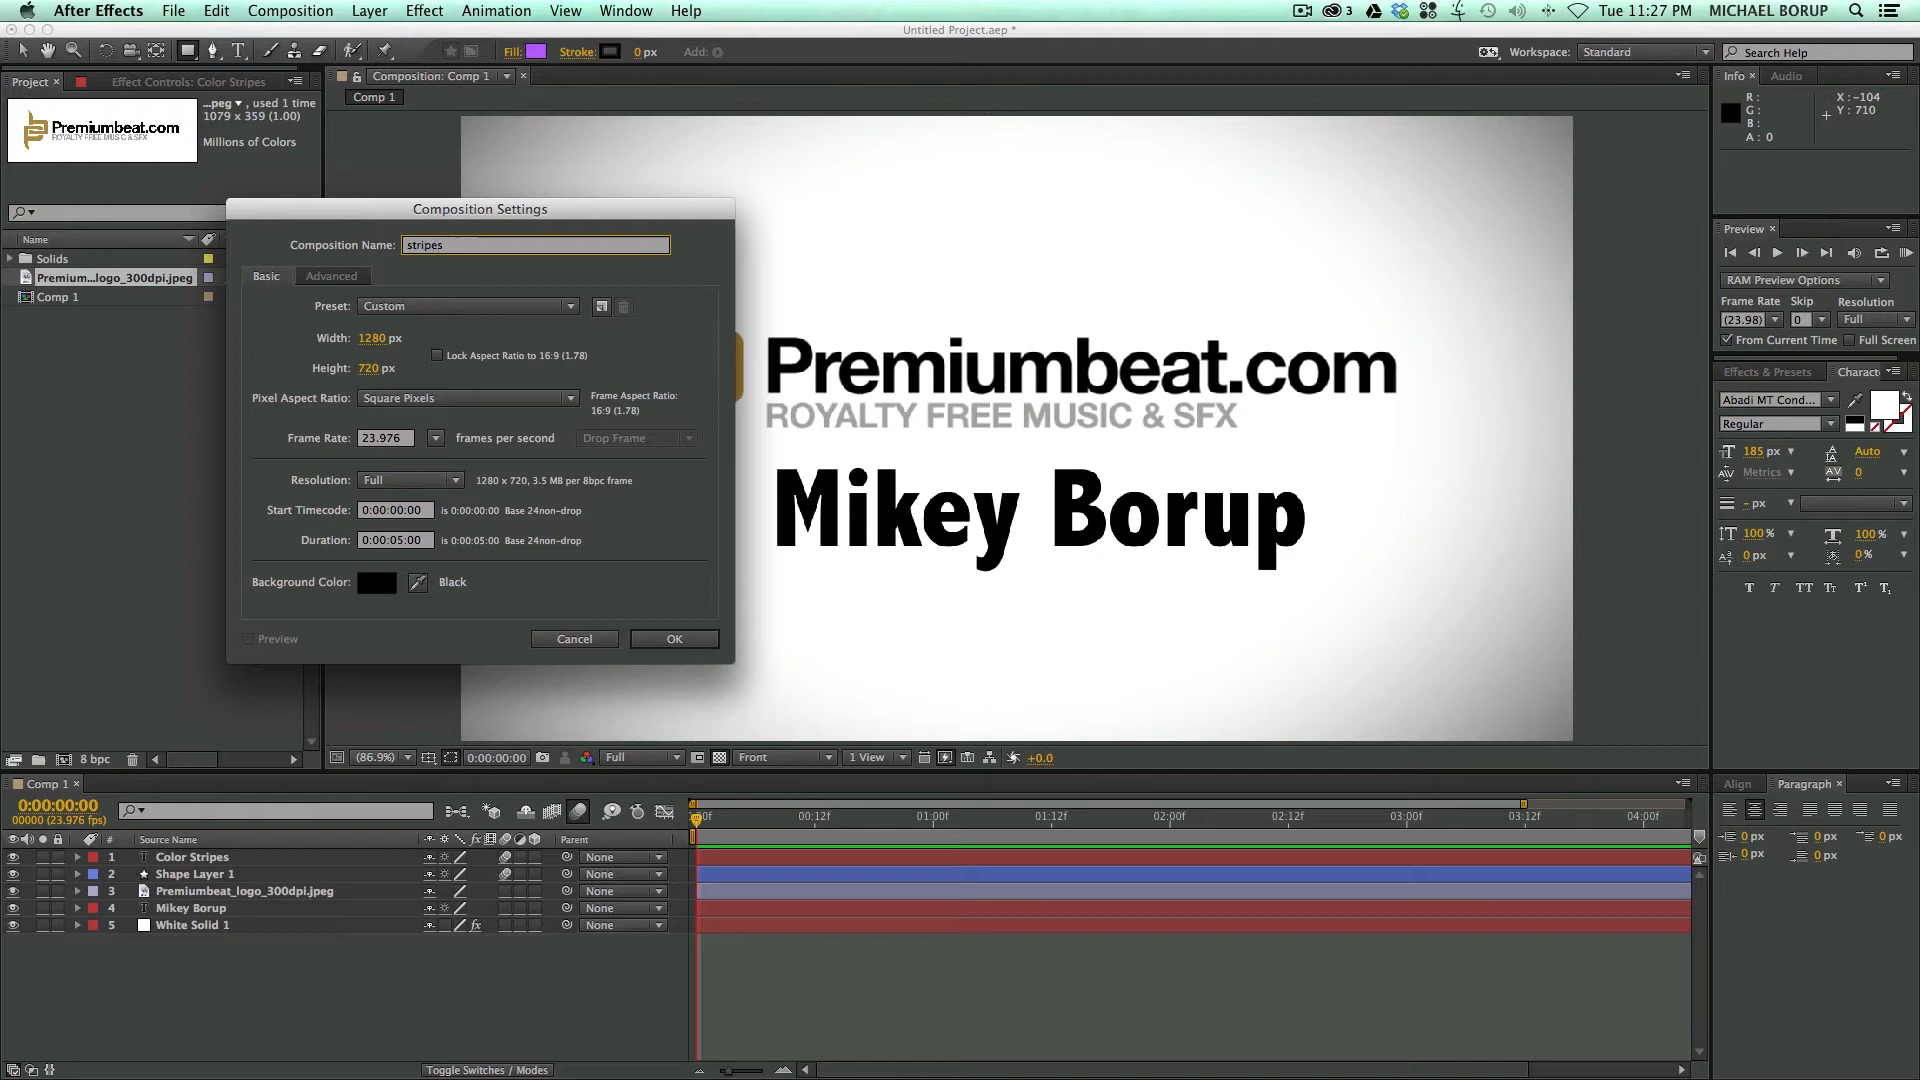 After Effects File Edit Composition Layer Effect Animation View Window Help 3 Tue 11:27 PM MICHAEL BORUP
Untitled Project.aep *
T Fill: Stroke: 0 px Add: Workspace: Standard Search Help
Project × Effect Controls: Color Stripes
...peg ▾ , used 1 time
1079 x 359 (1.00)
Millions of Colors
Premiumbeat.com
ROYALTY FREE MUSIC & SFX
Name
Solids
Premium...logo_300dpi.jpeg
Comp 1
8 bpc
Composition: Comp 1
Comp 1
Composition Settings
Composition Name: stripes
Basic Advanced
Preset: Custom
Width: 1280 px
Lock Aspect Ratio to 16:9 (1.78)
Height: 720 px
Pixel Aspect Ratio: Square Pixels
Frame Aspect Ratio:
16:9 (1.78)
Frame Rate: 23.976 frames per second Drop Frame
Resolution: Full 1280 x 720, 3.5 MB per 8bpc frame
Start Timecode: 0:00:00:00 is 0:00:00:00 Base 24non-drop
Duration: 0:00:05:00 is 0:00:05:00 Base 24non-drop
Background Color: Black
Preview Cancel OK
Premiumbeat.com
ROYALTY FREE MUSIC & SFX
Mikey Borup
(86.9%) 0:00:00:00 Full Front 1 View +0.0
Info × Audio
R : X : -104
G : Y : 710
B :
A : 0
Preview ×
RAM Preview Options
Frame Rate Skip Resolution
(23.98) 0 Full
From Current Time Full Screen
Effects & Presets Charact
Abadi MT Cond...
Regular
185 px Auto
Metrics 0
- px
100 % 100 %
0 px 0 %
T T TT Tt T¹ T₁
Comp 1 ×
0:00:00:00
00000 (23.976 fps)
00f 00:12f 01:00f 01:12f 02:00f 02:12f 03:00f 03:12f 04:00f
# Source Name fx Parent
1 T Color Stripes None
2 Shape Layer 1 None
3 Premiumbeat_logo_300dpi.jpeg None
4 T Mikey Borup None
5 White Solid 1 fx None
Toggle Switches / Modes
Align Paragraph ×
0 px 0 px 0 px
0 px 0 px